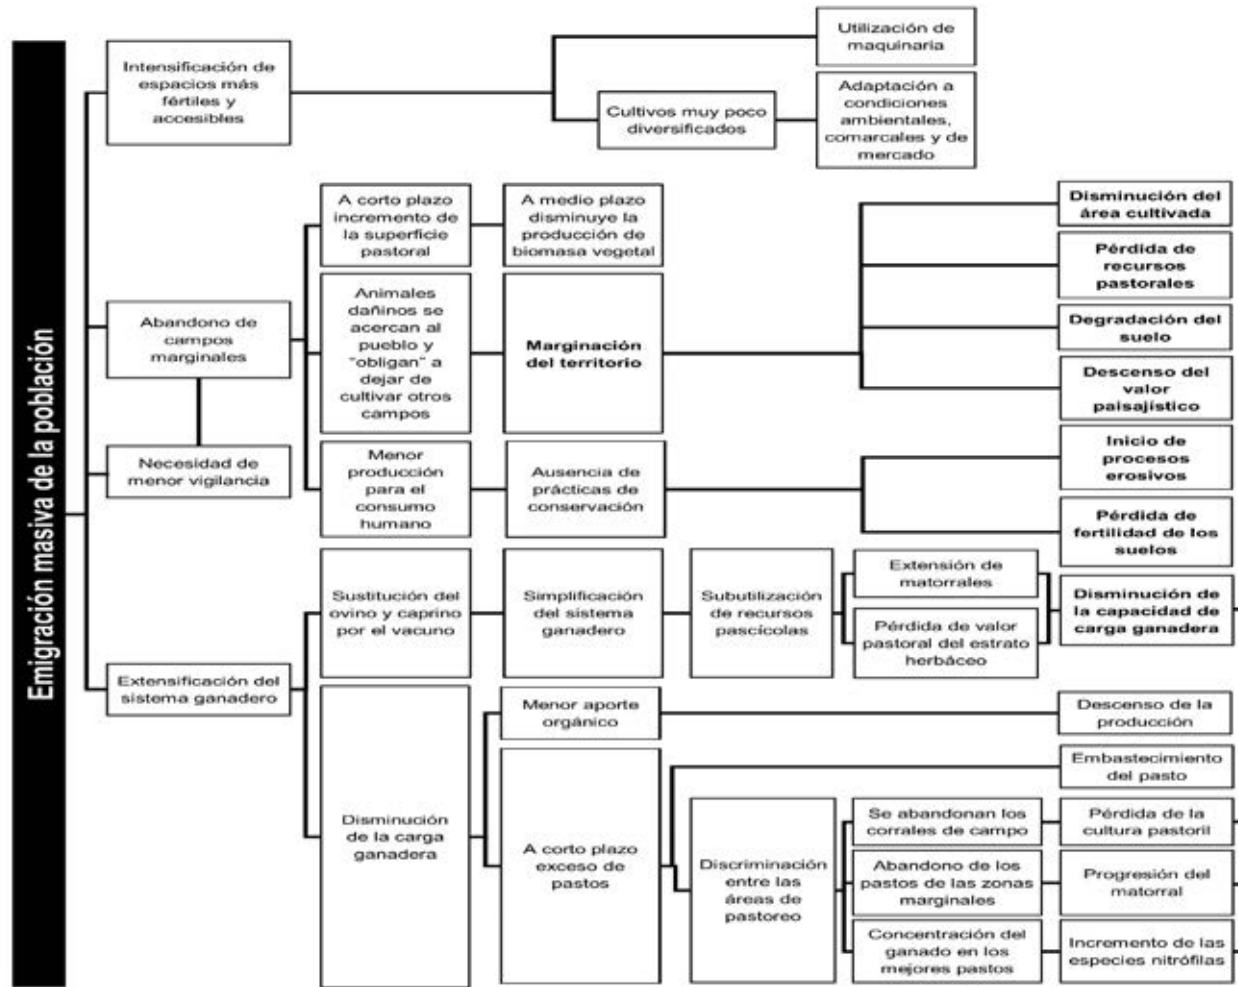 Emigración masiva de la población
Intensificación de
espacios más
fértiles y
accesibles
Utilización de
maquinaria
Cultivos muy poco
diversificados
Adaptación a
condiciones
ambientales,
comarcales y de
mercado
Abandono de
campos
marginales
Necesidad de
menor vigilancia
A corto plazo
incremento de
la superficie
pastoral
A medio plazo
disminuye la
producción de
biomasa vegetal
Animales
dañinos se
acercan al
pueblo y
"obligan" a
dejar de
cultivar otros
campos
Marginación
del territorio
Disminución del
área cultivada
Pérdida de
recursos
pastorales
Degradación del
suelo
Descenso del
valor
paisajístico
Menor
producción
para el
consumo
humano
Ausencia de
prácticas de
conservación
Inicio de
procesos
erosivos
Pérdida de
fertilidad de los
suelos
Extensificación del
sistema ganadero
Sustitución del
ovino y caprino
por el vacuno
Simplificación
del sistema
ganadero
Subutilización
de recursos
pascícolas
Extensión de
matorrales
Pérdida de valor
pastoral del estrato
herbáceo
Disminución de
la capacidad de
carga ganadera
Disminución
de la carga
ganadera
Menor aporte
orgánico
Descenso de la
producción
A corto plazo
exceso de
pastos
Embastecimiento
del pasto
Discriminación
entre las
áreas de
pastoreo
Se abandonan los
corrales de campo
Pérdida de la
cultura pastoril
Abandono de los
pastos de las zonas
marginales
Progresión del
matorral
Concentración del
ganado en los
mejores pastos
Incremento de las
especies nitrófilas